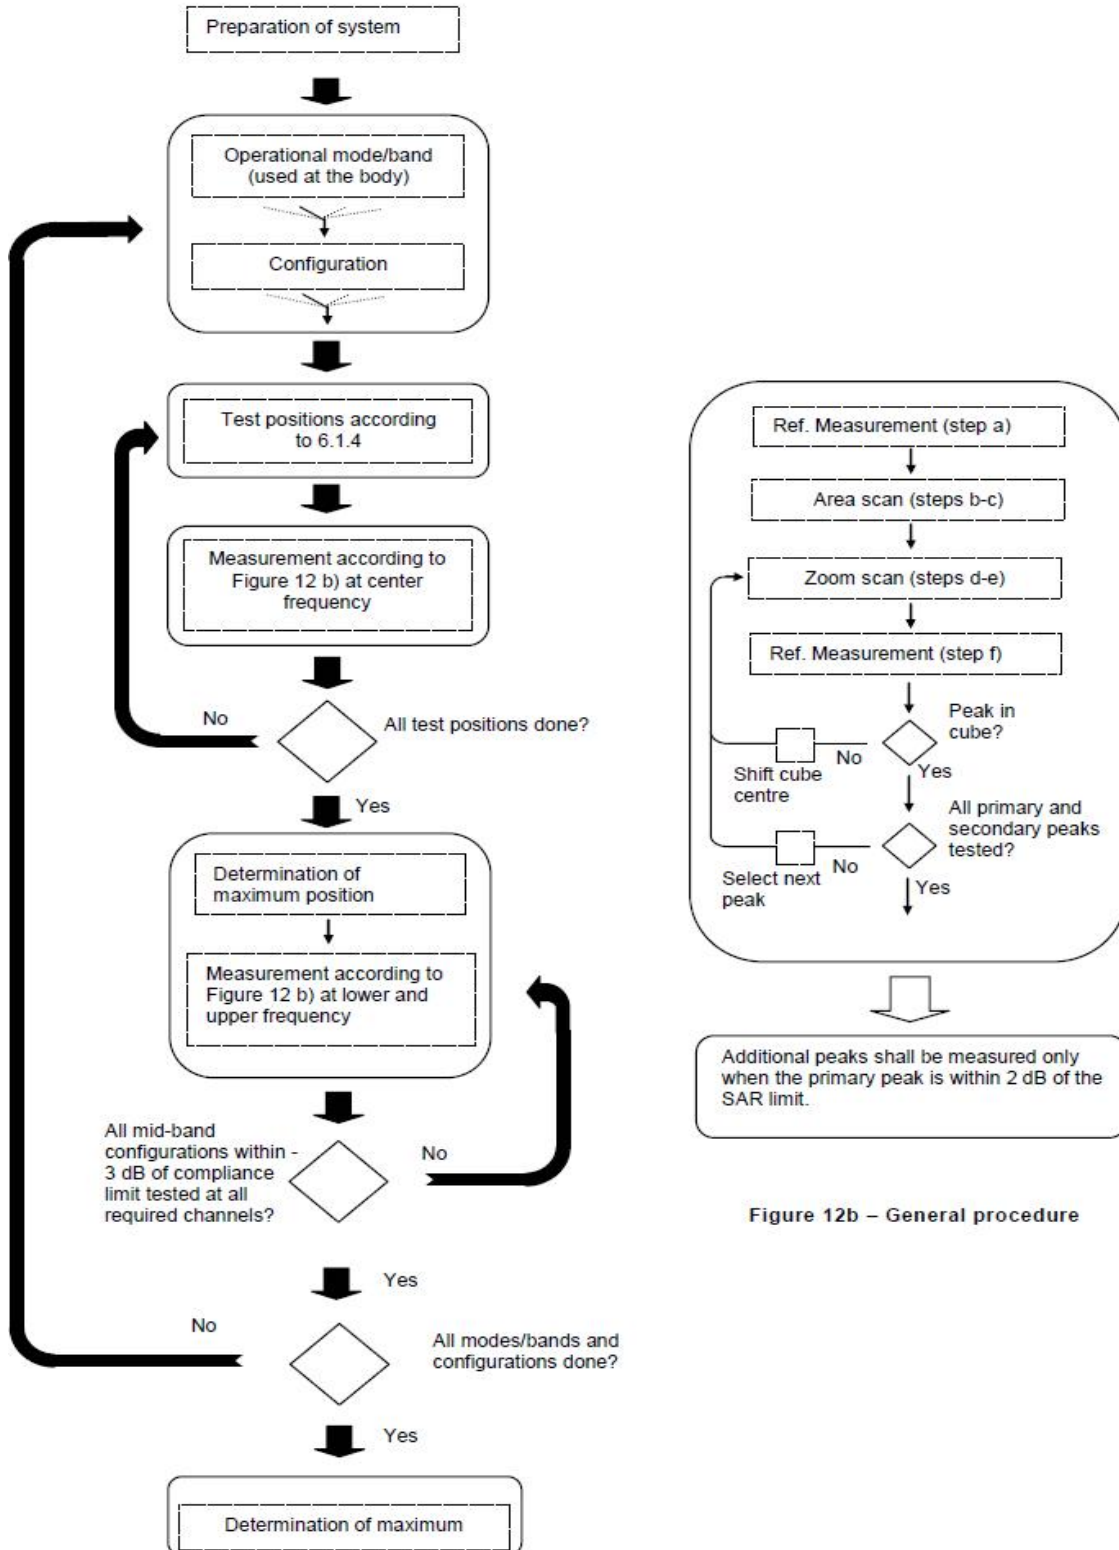 Preparation of system
Operational mode/band
(used at the body)
Configuration
Test positions according
to 6.1.4
Measurement according to
Figure 12 b) at center
frequency
No
All test positions done?
Yes
Determination of
maximum position
Measurement according to
Figure 12 b) at lower and
upper frequency
All mid-band
configurations within -
3 dB of compliance
limit tested at all
required channels?
No
Yes
No
All modes/bands and
configurations done?
Yes
Determination of maximum
Ref. Measurement (step a)
Area scan (steps b-c)
Zoom scan (steps d-e)
Ref. Measurement (step f)
Peak in
cube?
No
Shift cube
centre
Yes
All primary and
secondary peaks
tested?
No
Select next
peak
Yes
Additional peaks shall be measured only
when the primary peak is within 2 dB of the
SAR limit.
Figure 12b – General procedure